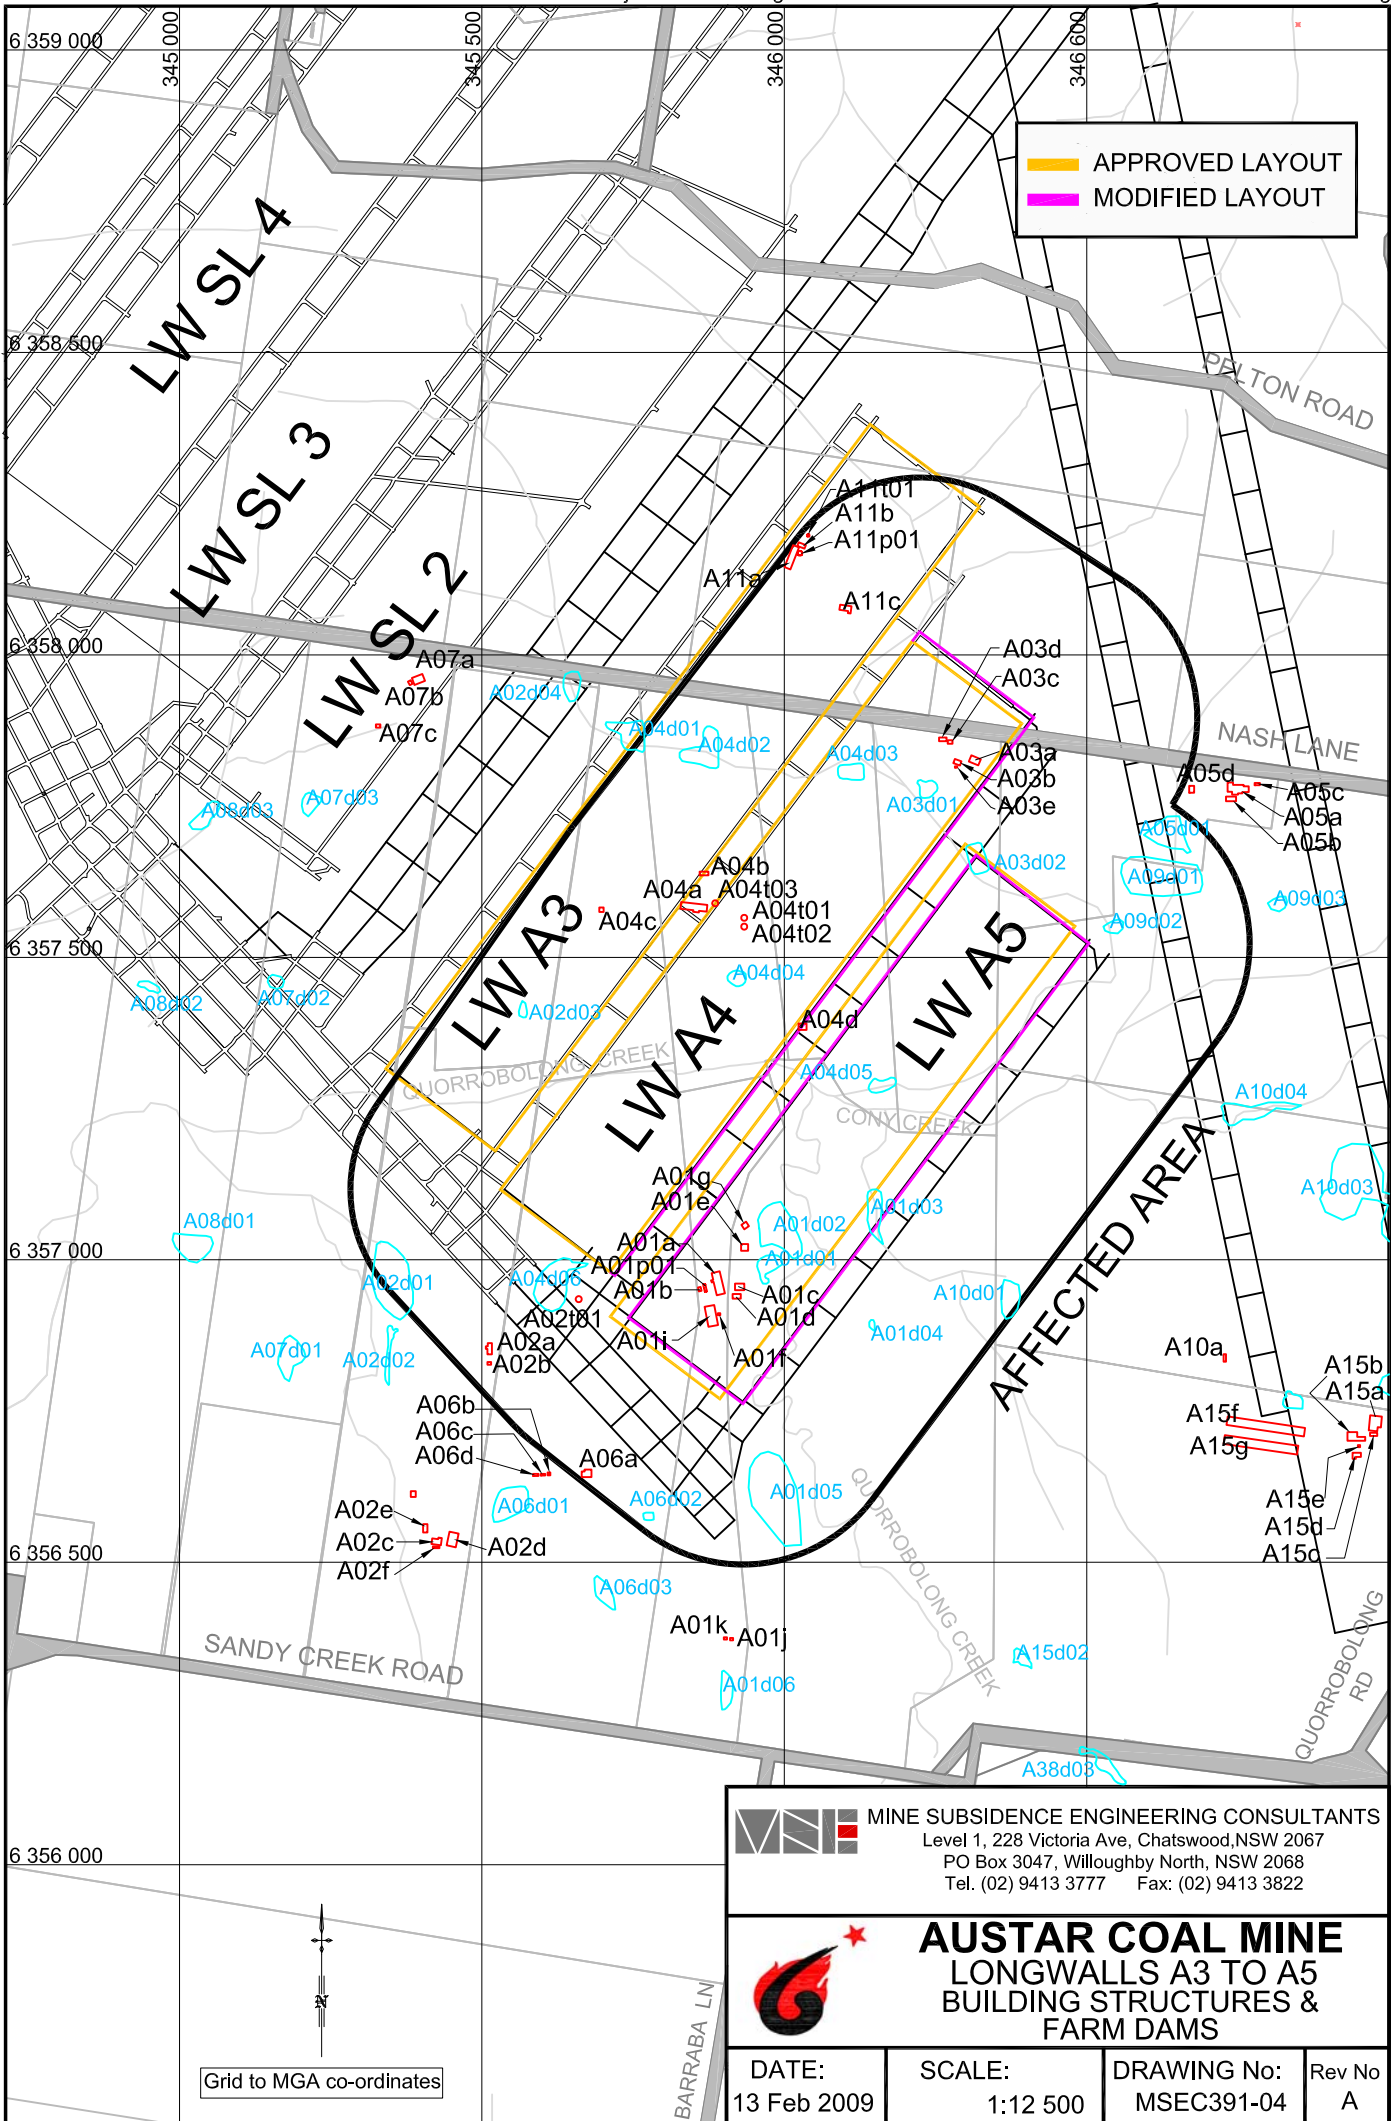 345 000
345 500
346 000
346 600
6 359 000
APPROVED LAYOUT
MODIFIED LAYOUT
LW SL 4
6 358 500
PELTON ROAD
LW SL 3
A11t01
A11b
A11p01
A11a
A11c
LW SL 2
6 358 000
A03d
A03c
A07a
A07b
A02d04
A07c
A04d01
A04d02
NASH LANE
A03a
A04d03
A03b
A05d
A05c
A07d03
A03d01
A03e
A08d03
A05a
A05d01
A05b
A04b
A03d02
A04a
A04t03
A09d01
A09d03
A04c
A04t01
A04t02
A09d02
6 357 500
LW A3
LW A5
A04d04
A08d02
A07d02
A02d03
A04d
LW A4
QUORROBOLONG CREEK
A04d05
A10d04
CONY CREEK
AFFECTED AREA
A01g
A01e
A10d03
A01d03
A08d01
A01d02
A01a
6 357 000
A01d01
A01p01
A02d01
A04d06
A01b
A01c
A10d01
A02t01
A01d
A01d04
A01i
A07d01
A02d02
A02a
A02b
A01f
A10a
A15b
A15a
A06b
A15f
A06c
A15g
A06d
A06a
A01d05
A06d01
A06d02
A15e
A02e
A15d
A02c
A02d
A15c
6 356 500
A02f
QUORROBOLONG CREEK
A06d03
A01k
A01j
SANDY CREEK ROAD
A15d02
QUORROBOLONG
RD
A01d06
A38d03
6 356 000
MINE SUBSIDENCE ENGINEERING CONSULTANTS
Level 1, 228 Victoria Ave, Chatswood,NSW 2067
PO Box 3047, Willoughby North, NSW 2068
Tel. (02) 9413 3777 Fax: (02) 9413 3822
AUSTAR COAL MINE
LONGWALLS A3 TO A5
BUILDING STRUCTURES &
FARM DAMS
N
BARRABA LN
Grid to MGA co-ordinates
DATE:
13 Feb 2009
SCALE:
1:12 500
DRAWING No:
MSEC391-04
Rev No
A